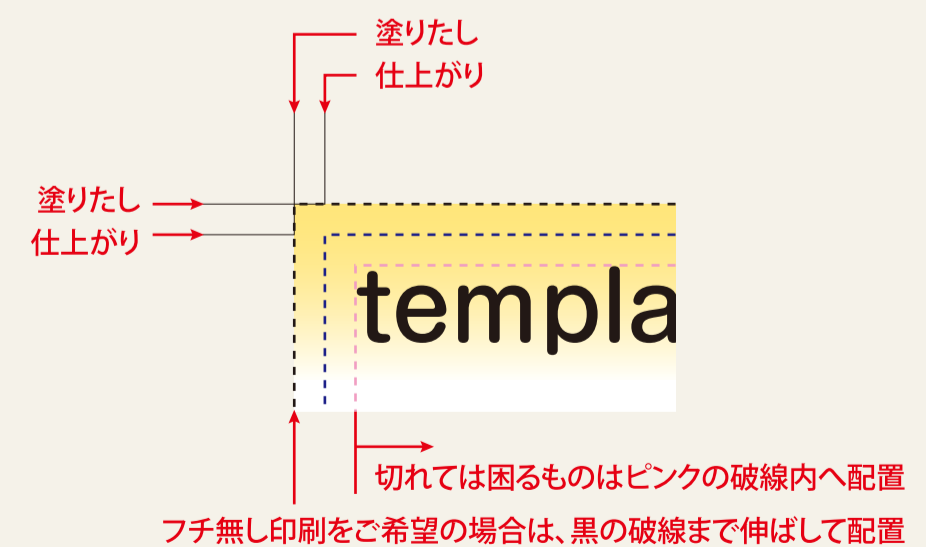 塗りたし
仕上がり
塗りたし
仕上がり
templa
切れては困るものはピンクの破線内へ配置
フチ無し印刷をご希望の場合は、黒の破線まで伸ばして配置